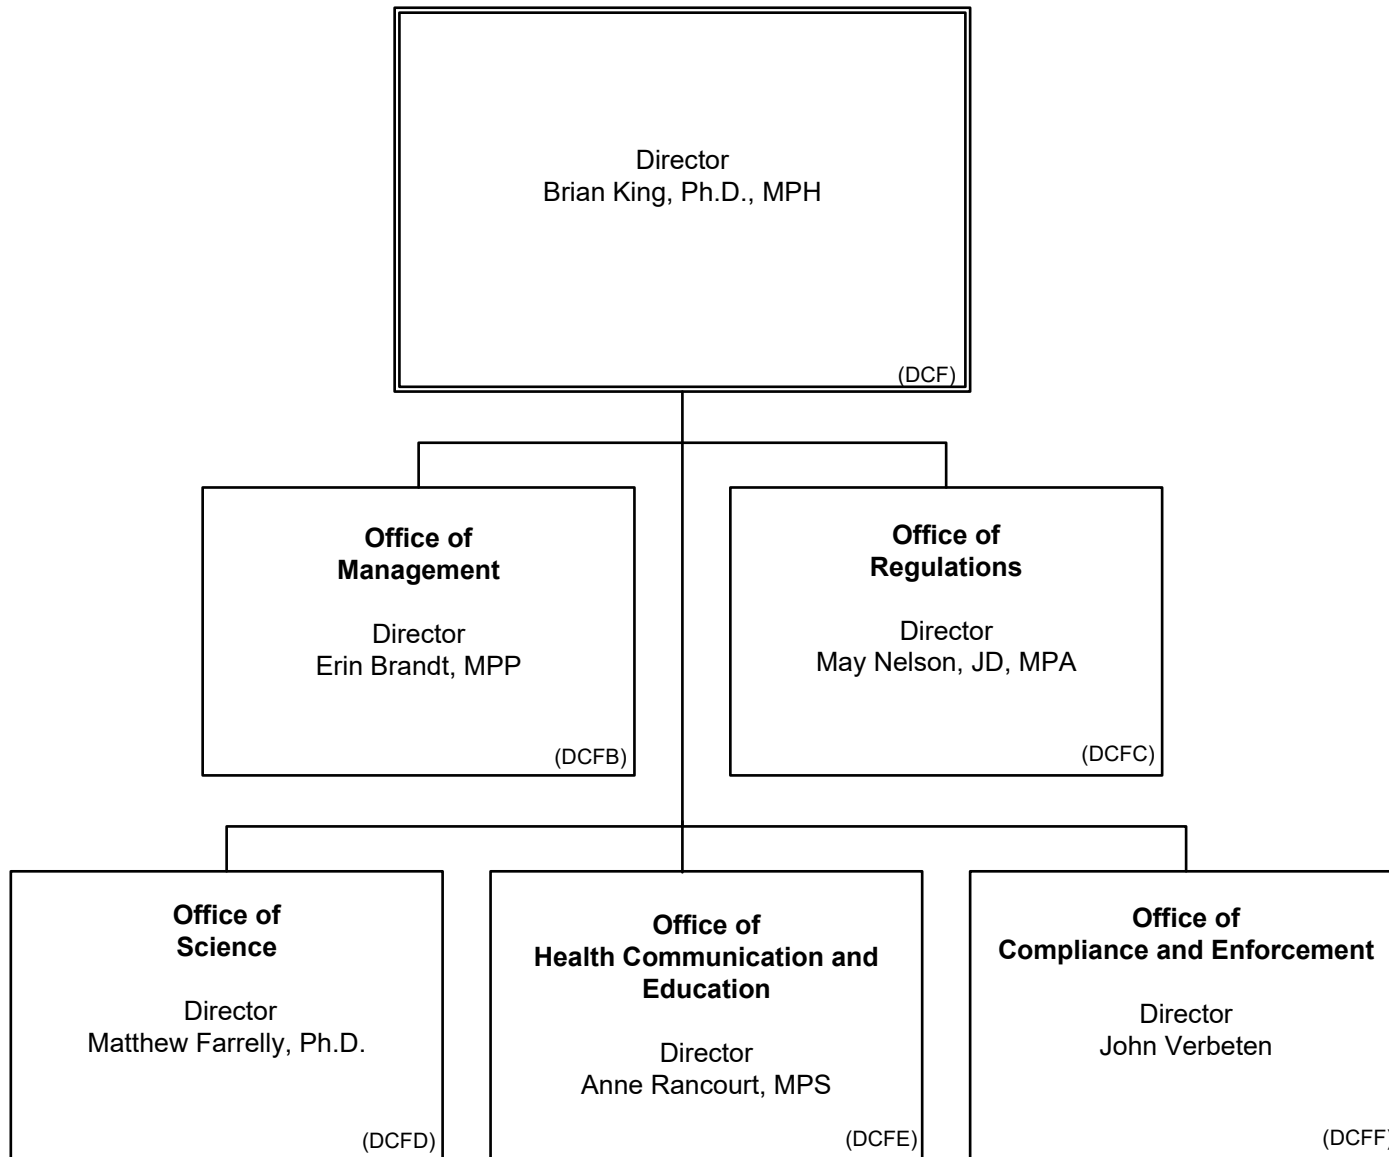 Director
Brian King, Ph.D., MPH
(DCF)
Office of
Management
Director
Erin Brandt, MPP
(DCFB)
Office of
Regulations
Director
May Nelson, JD, MPA
(DCFC)
Office of
Science
Director
Matthew Farrelly, Ph.D.
(DCFD)
Office of
Health Communication and
Education
Director
Anne Rancourt, MPS
(DCFE)
Office of
Compliance and Enforcement
Director
John Verbeten
(DCFF)